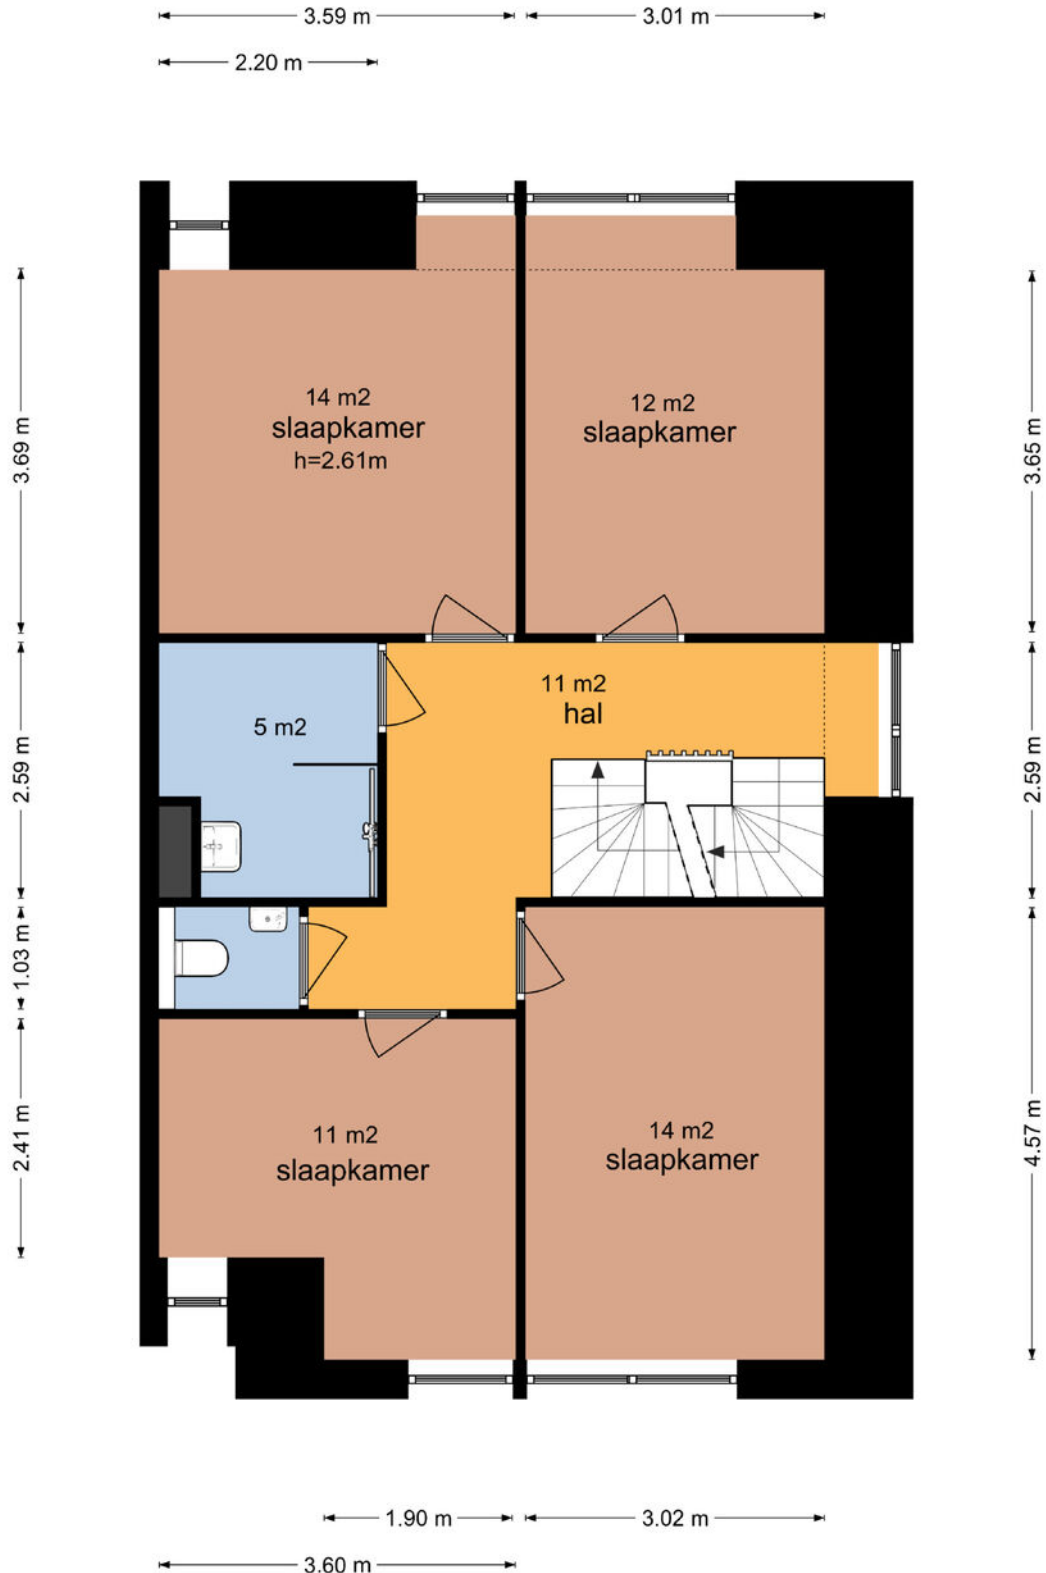 3.59 m
3.01 m
2.20 m
3.69 m
3.65 m
14 m2
slaapkamer
h=2.61m
12 m2
slaapkamer
11 m2
hal
5 m2
2.59 m
2.59 m
1.03 m
2.41 m
4.57 m
11 m2
slaapkamer
14 m2
slaapkamer
1.90 m
3.02 m
3.60 m